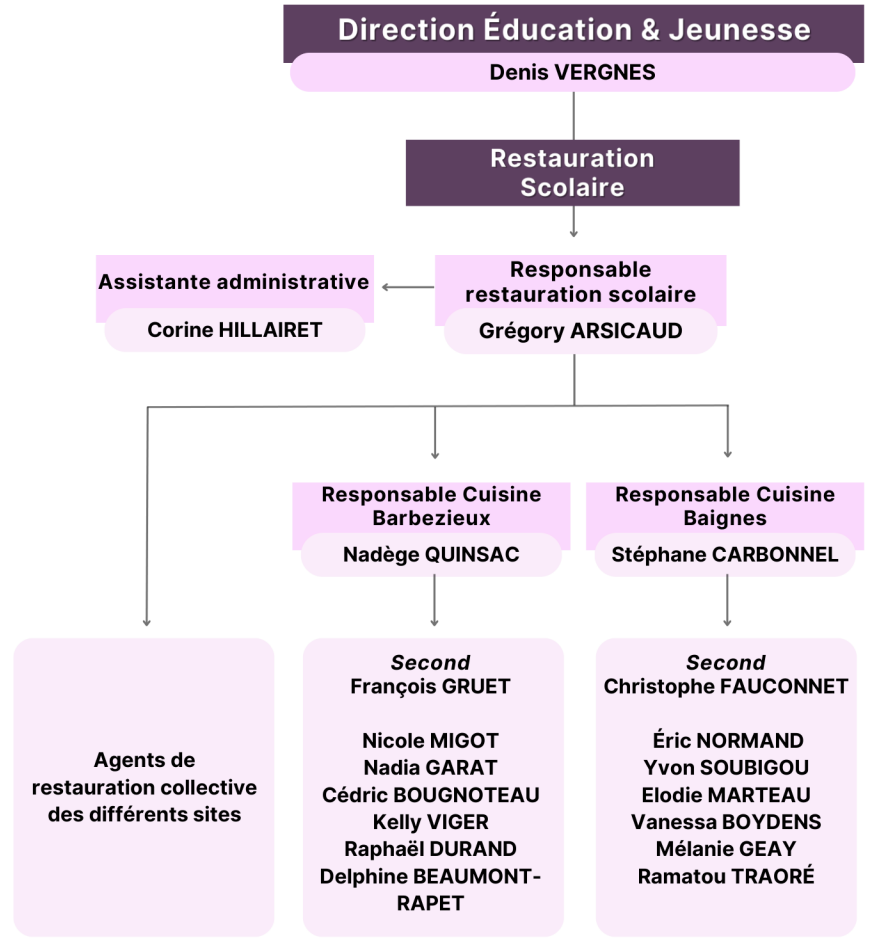 Direction Éducation & Jeunesse
Denis VERGNES
Restauration
Scolaire
Assistante administrative
Corine HILLAIRET
Responsable
restauration scolaire
Grégory ARSICAUD
Responsable Cuisine
Barbezieux
Nadège QUINSAC
Responsable Cuisine
Baignes
Stéphane CARBONNEL
Agents de
restauration collective
des différents sites
Second
François GRUET
Nicole MIGOT
Nadia GARAT
Cédric BOUGNOTEAU
Kelly VIGER
Raphaël DURAND
Delphine BEAUMONT-
RAPET
Second
Christophe FAUCONNET
Éric NORMAND
Yvon SOUBIGOU
Elodie MARTEAU
Vanessa BOYDENS
Mélanie GEAY
Ramatou TRAORÉ